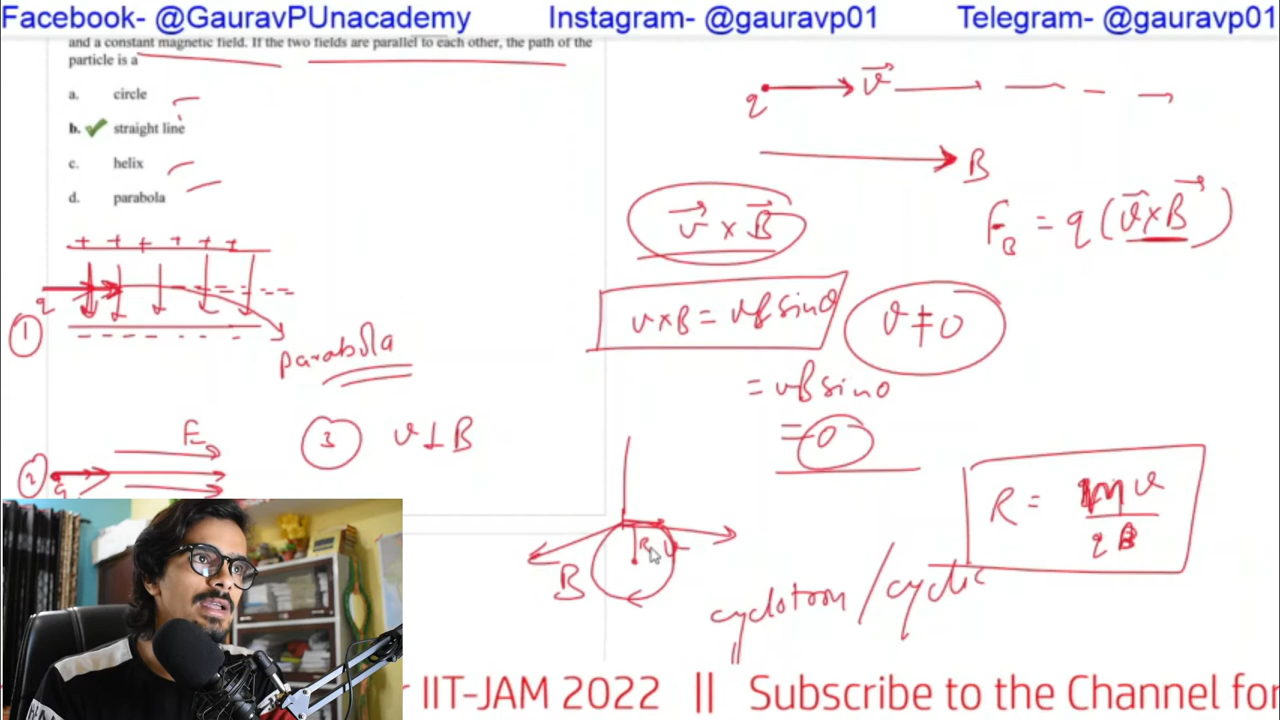 Facebook- @GauravPUnacademy Instagram- @gauravp01 Telegram- @gauravp01
and a constant magnetic field. If the two fields are parallel to each other, the path of the
particle is a
a. circle
b. straight line
c. helix
d. parabola
+ + + + + +
q
1
- - - - - - -
parabola
2 q E
3 v ⊥ B
q v
B
v × B
F_B = q (v × B)
v×B = vB sinθ
v ≠ 0
= vB sin0
= 0
R = mv / qB
B R v
cyclotron / cyclic
r IIT-JAM 2022 || Subscribe to the Channel for